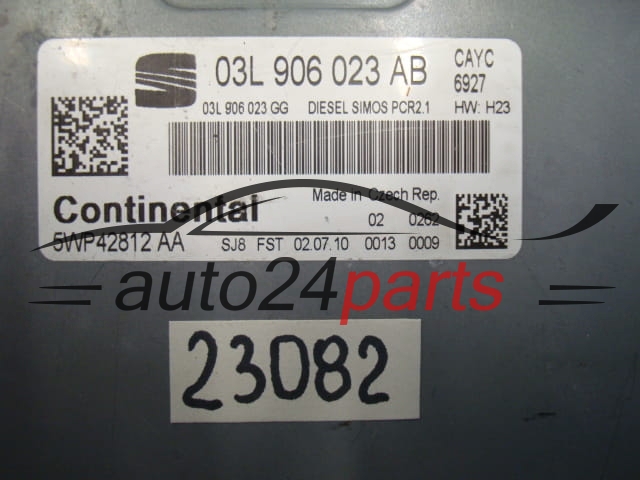 03L 906 023 AB
CAYC
6927
03L 906 023 GG DIESEL SIMOS PCR2.1 HW: H23
Continental
Made in Czech Rep.
02 0262
5WP42812 AA
SJ8 FST 02.07.10 0013 0009
auto24parts
23082